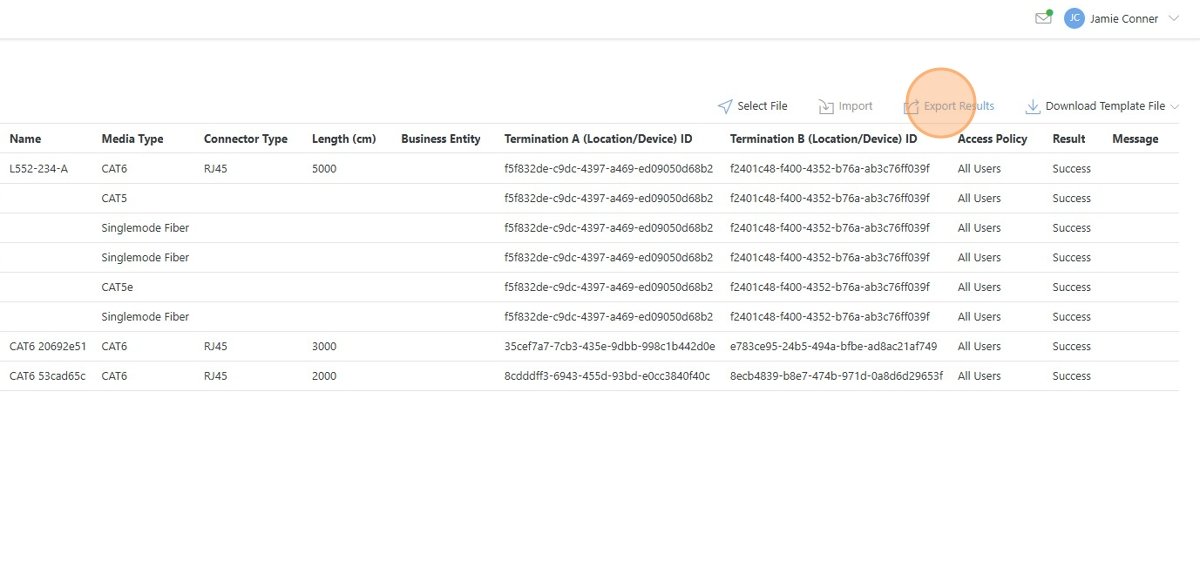 JC Jamie Conner
Select File Import Export Results Download Template File
Name Media Type Connector Type Length (cm) Business Entity Termination A (Location/Device) ID Termination B (Location/Device) ID Access Policy Result Message
L552-234-A CAT6 RJ45 5000 f5f832de-c9dc-4397-a469-ed09050d68b2 f2401c48-f400-4352-b76a-ab3c76ff039f All Users Success
CAT5 f5f832de-c9dc-4397-a469-ed09050d68b2 f2401c48-f400-4352-b76a-ab3c76ff039f All Users Success
Singlemode Fiber f5f832de-c9dc-4397-a469-ed09050d68b2 f2401c48-f400-4352-b76a-ab3c76ff039f All Users Success
Singlemode Fiber f5f832de-c9dc-4397-a469-ed09050d68b2 f2401c48-f400-4352-b76a-ab3c76ff039f All Users Success
CAT5e f5f832de-c9dc-4397-a469-ed09050d68b2 f2401c48-f400-4352-b76a-ab3c76ff039f All Users Success
Singlemode Fiber f5f832de-c9dc-4397-a469-ed09050d68b2 f2401c48-f400-4352-b76a-ab3c76ff039f All Users Success
CAT6 20692e51 CAT6 RJ45 3000 35cef7a7-7cb3-435e-9dbb-998c1b442d0e e783ce95-24b5-494a-bfbe-ad8ac21af749 All Users Success
CAT6 53cad65c CAT6 RJ45 2000 8cdddff3-6943-455d-93bd-e0cc3840f40c 8ecb4839-b8e7-474b-971d-0a8d6d29653f All Users Success